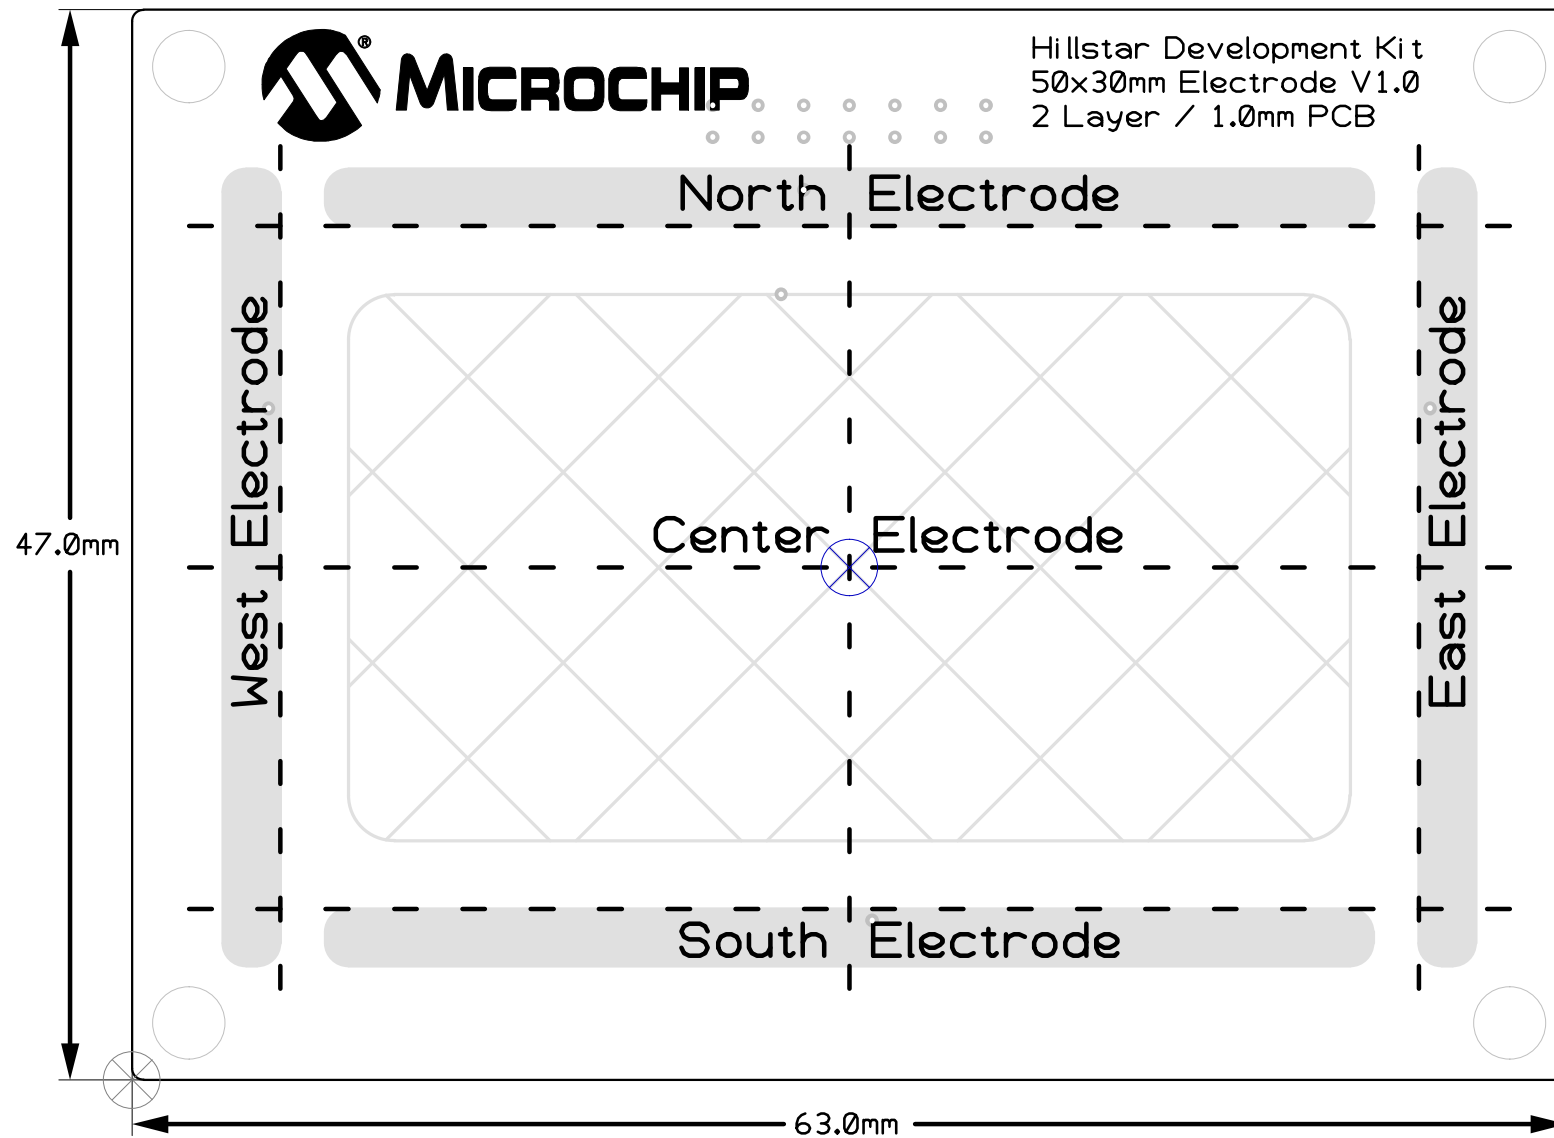 MICROCHIP ®
Hillstar Development Kit
50x30mm Electrode V1.0
2 Layer / 1.0mm PCB
North Electrode
West Electrode
East Electrode
47.0mm
Center Electrode
South Electrode
63.0mm